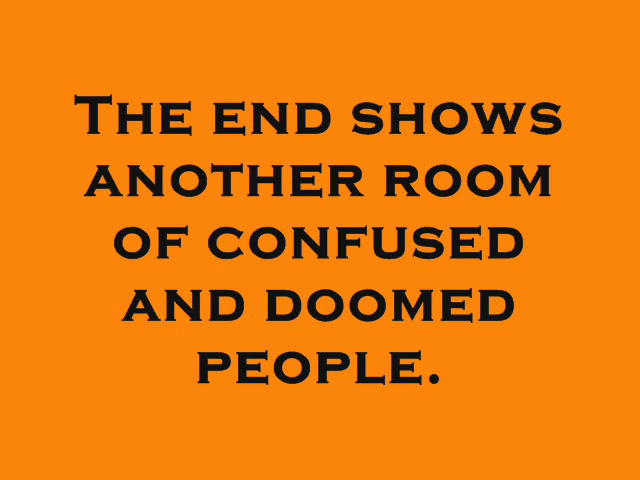 The end shows
another room
of confused
and doomed
people.